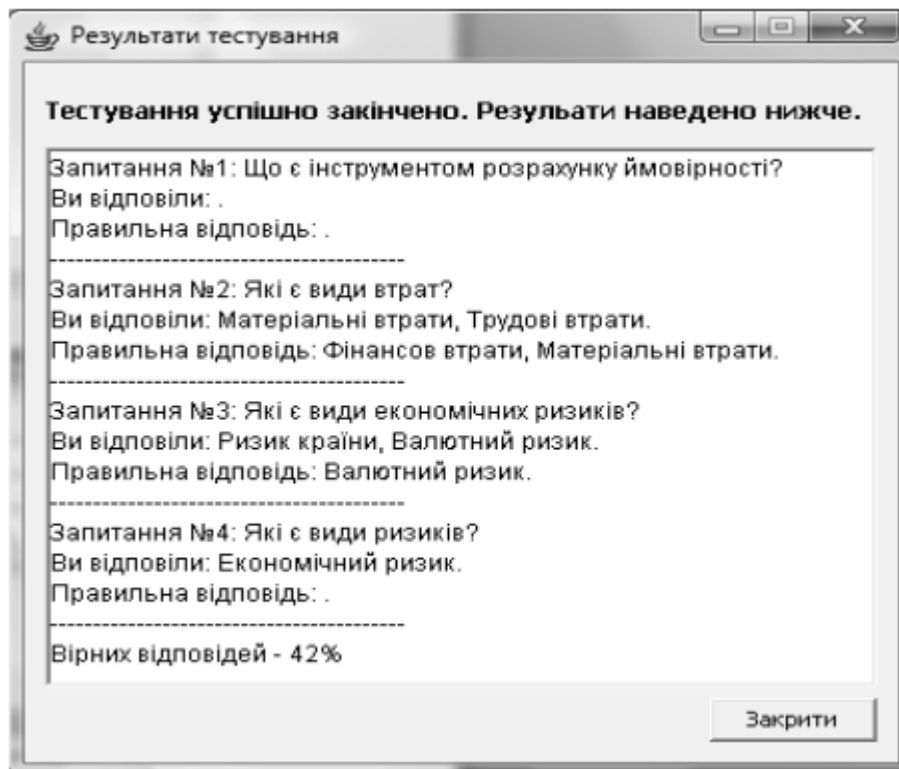 Результати тестування
Тестування успішно закінчено. Резульати наведено нижче.
Запитання №1: Що є інструментом розрахунку ймовірності?
Ви відповіли: .
Правильна відповідь: .
-----------------------------------------
Запитання №2: Які є види втрат?
Ви відповіли: Матеріальні втрати, Трудові втрати.
Правильна відповідь: Фінансов втрати, Матеріальні втрати.
-----------------------------------------
Запитання №3: Які є види економічних ризиків?
Ви відповіли: Ризик країни, Валютний ризик.
Правильна відповідь: Валютний ризик.
-----------------------------------------
Запитання №4: Які є види ризиків?
Ви відповіли: Економічний ризик.
Правильна відповідь: .
-----------------------------------------
Вірних відповідей - 42%
Закрити